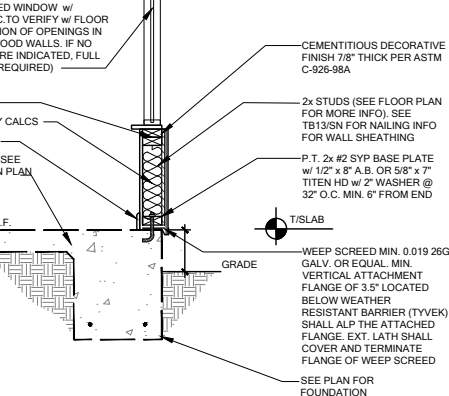 ED WINDOW w/
C.TO VERIFY w/ FLOOR
ION OF OPENINGS IN
OOD WALLS. IF NO
RE INDICATED, FULL
REQUIRED)
Y CALCS
SEE
N PLAN
.F.
CEMENTITIOUS DECORATIVE
FINISH 7/8" THICK PER ASTM
C-926-98A
2x STUDS (SEE FLOOR PLAN
FOR MORE INFO). SEE
TB13/SN FOR NAILING INFO
FOR WALL SHEATHING
P.T. 2x #2 SYP BASE PLATE
w/ 1/2" x 8" A.B. OR 5/8" x 7"
TITEN HD w/ 2" WASHER @
32" O.C. MIN. 6" FROM END
T/SLAB
GRADE
WEEP SCREED MIN. 0.019 26G
GALV. OR EQUAL. MIN.
VERTICAL ATTACHMENT
FLANGE OF 3.5" LOCATED
BELOW WEATHER
RESISTANT BARRIER (TYVEK)
SHALL ALP THE ATTACHED
FLANGE. EXT. LATH SHALL
COVER AND TERMINATE
FLANGE OF WEEP SCREED
SEE PLAN FOR
FOUNDATION